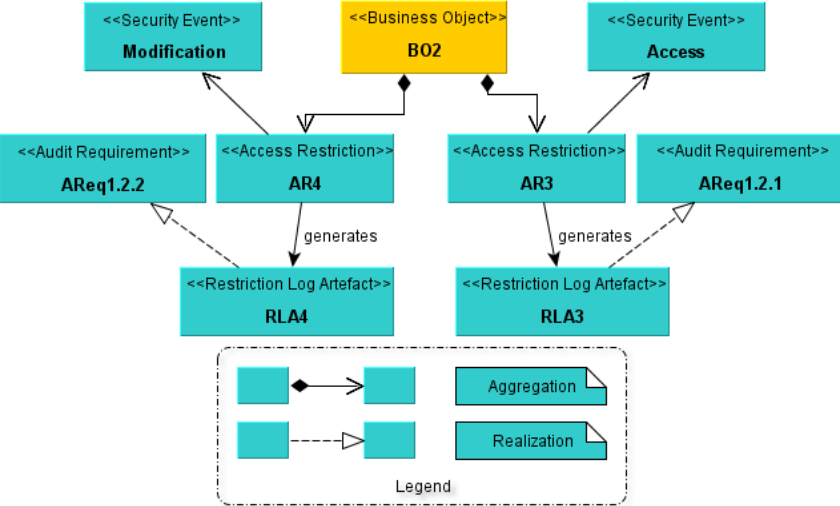 <<Security Event>>
Modification
<<Business Object>>
BO2
<<Security Event>>
Access
<<Audit Requirement>>
AReq1.2.2
<<Access Restriction>>
AR4
<<Access Restriction>>
AR3
<<Audit Requirement>>
AReq1.2.1
generates
generates
<<Restriction Log Artefact>>
RLA4
<<Restriction Log Artefact>>
RLA3
Aggregation
Realization
Legend